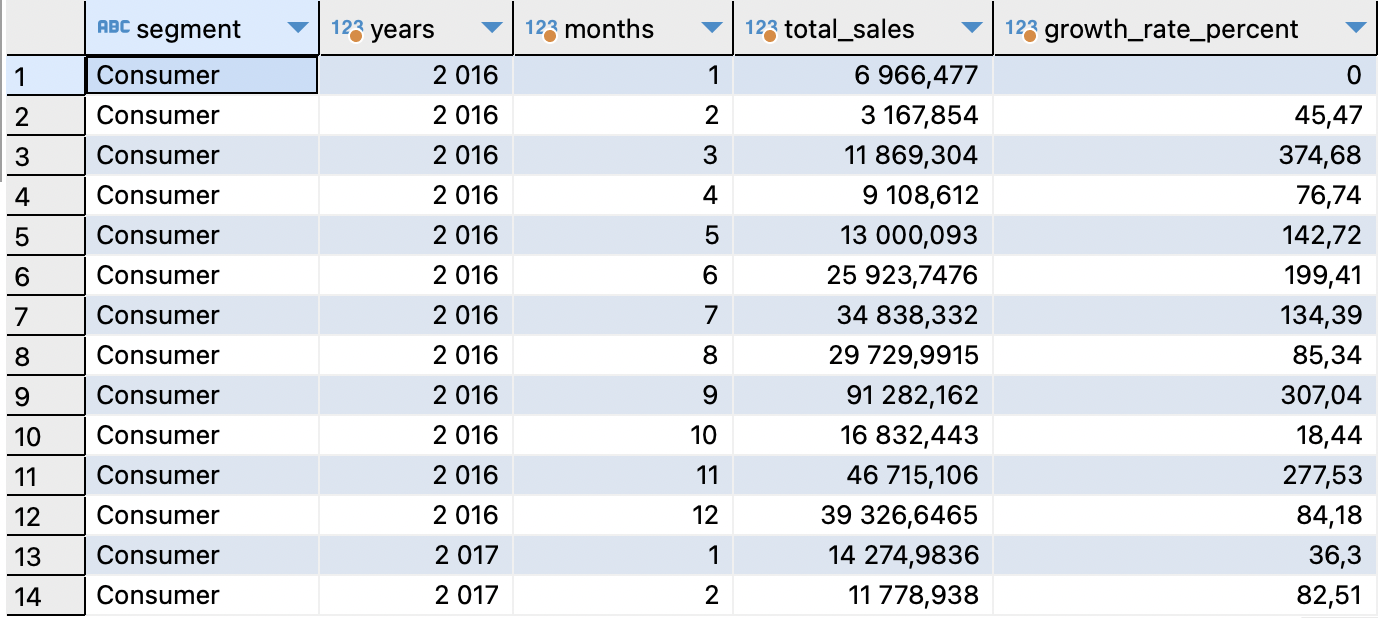 ABC segment 123 years 123 months 123 total_sales 123 growth_rate_percent
1 Consumer 2 016 1 6 966,477 0
2 Consumer 2 016 2 3 167,854 45,47
3 Consumer 2 016 3 11 869,304 374,68
4 Consumer 2 016 4 9 108,612 76,74
5 Consumer 2 016 5 13 000,093 142,72
6 Consumer 2 016 6 25 923,7476 199,41
7 Consumer 2 016 7 34 838,332 134,39
8 Consumer 2 016 8 29 729,9915 85,34
9 Consumer 2 016 9 91 282,162 307,04
10 Consumer 2 016 10 16 832,443 18,44
11 Consumer 2 016 11 46 715,106 277,53
12 Consumer 2 016 12 39 326,6465 84,18
13 Consumer 2 017 1 14 274,9836 36,3
14 Consumer 2 017 2 11 778,938 82,51